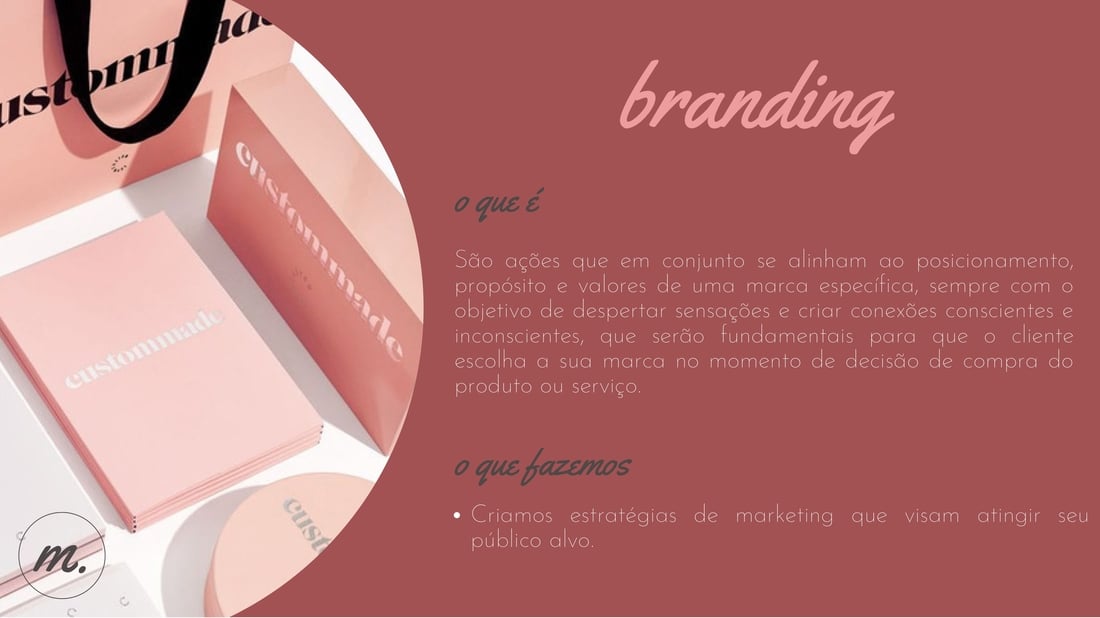 ustommade
custommade
custommade
cust
m.
branding
o que é
São ações que em conjunto se alinham ao posicionamento,
propósito e valores de uma marca específica, sempre com o
objetivo de despertar sensações e criar conexões conscientes e
inconscientes, que serão fundamentais para que o cliente
escolha a sua marca no momento de decisão de compra do
produto ou serviço.
o que fazemos
• Criamos estratégias de marketing que visam atingir seu
público alvo.